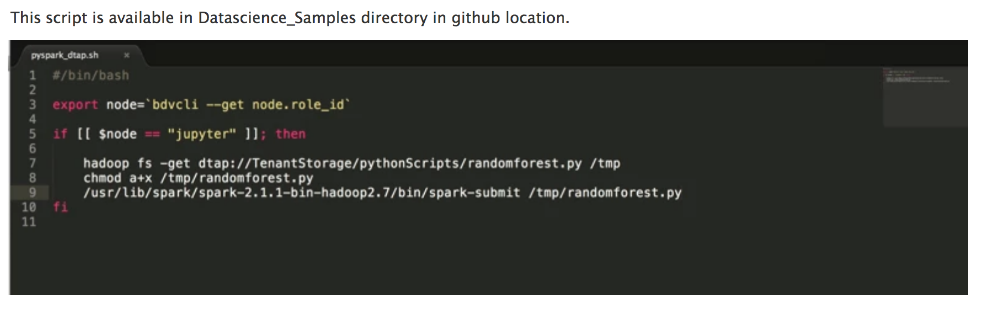 This script is available in Datascience_Samples directory in github location.
pyspark_dtap.sh ×
1 #/bin/bash
2
3 export node=`bdvcli --get node.role_id`
4
5 if [[ $node == "jupyter" ]]; then
6
7 hadoop fs -get dtap://TenantStorage/pythonScripts/randomforest.py /tmp
8 chmod a+x /tmp/randomforest.py
9 /usr/lib/spark/spark-2.1.1-bin-hadoop2.7/bin/spark-submit /tmp/randomforest.py
10 fi
11